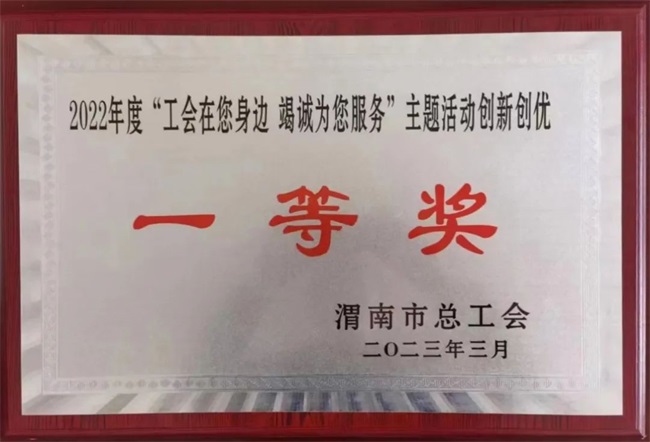 2022年度“工会在您身边 竭诚为您服务”主题活动创新创优
一等奖
渭南市总工会
二〇二三年三月